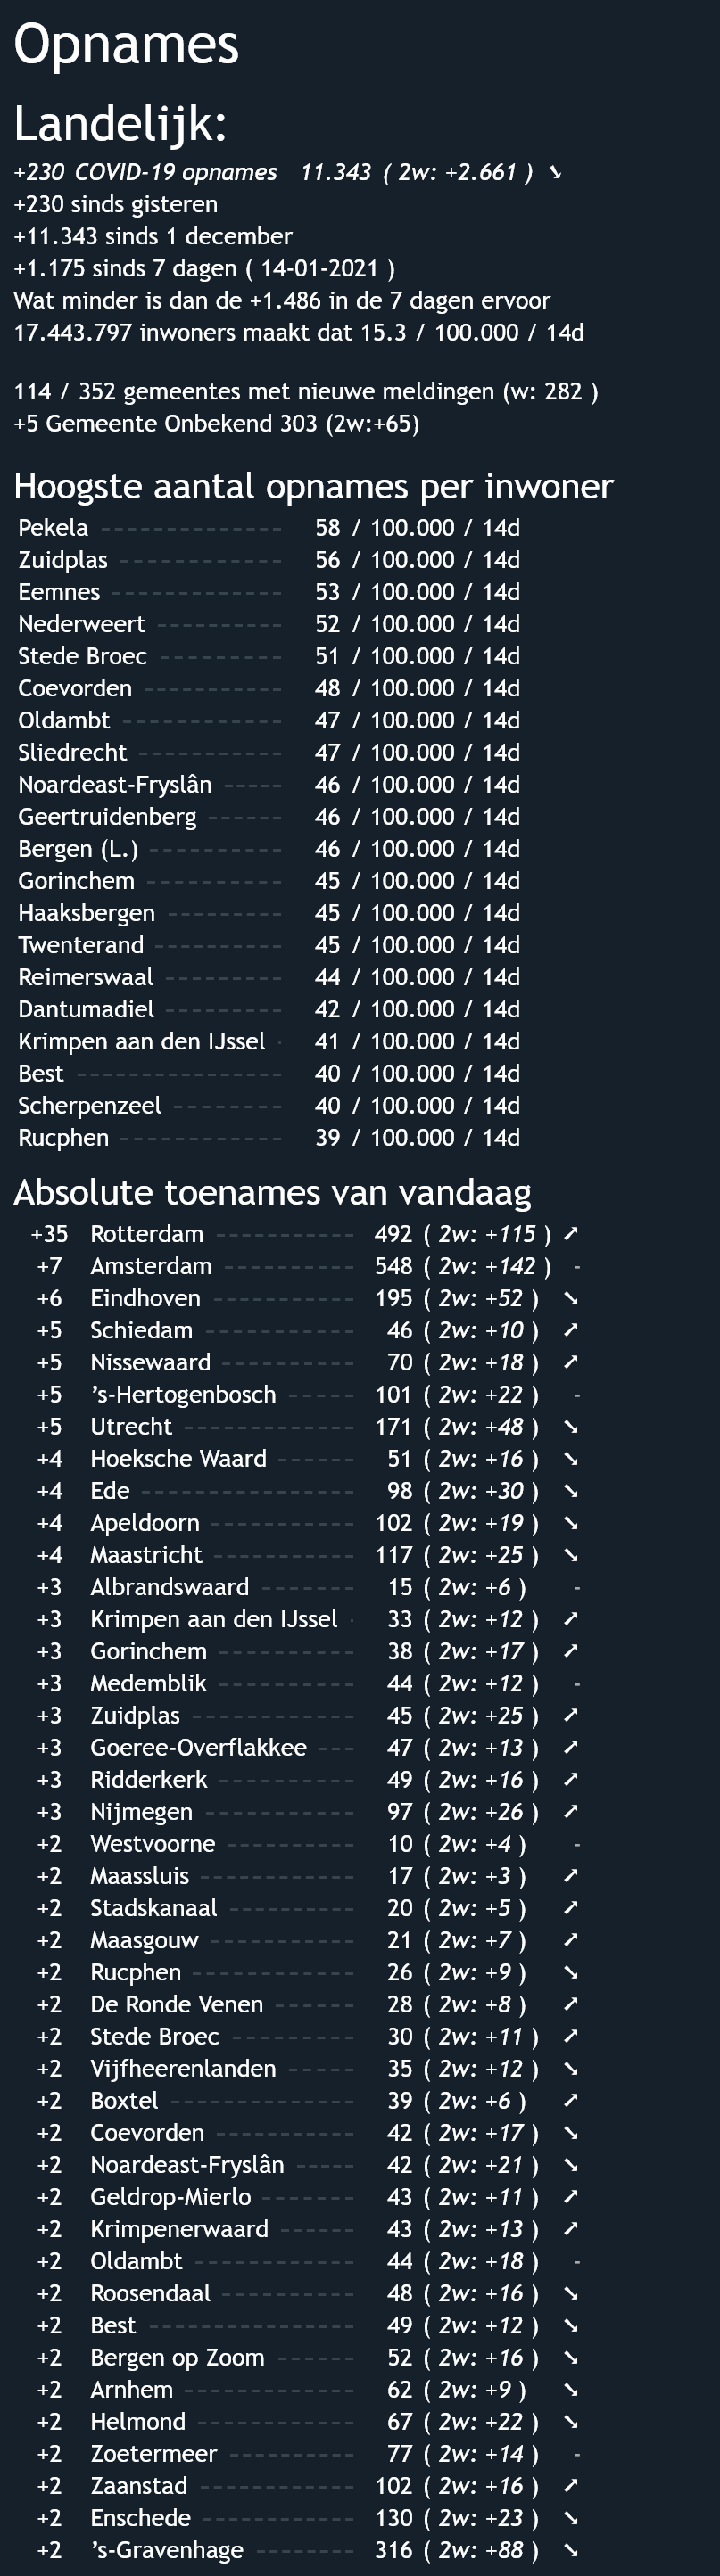 Opnames
Landelijk:
+230 COVID-19 opnames 11.343 ( 2w: +2.661 ) ➘
+230 sinds gisteren
+11.343 sinds 1 december
+1.175 sinds 7 dagen ( 14-01-2021 )
Wat minder is dan de +1.486 in de 7 dagen ervoor
17.443.797 inwoners maakt dat 15.3 / 100.000 / 14d
114 / 352 gemeentes met nieuwe meldingen (w: 282 )
+5 Gemeente Onbekend 303 (2w:+65)
Hoogste aantal opnames per inwoner
Pekela -------------- 58 / 100.000 / 14d
Zuidplas ------------- 56 / 100.000 / 14d
Eemnes ------------- 53 / 100.000 / 14d
Nederweert ---------- 52 / 100.000 / 14d
Stede Broec ---------- 51 / 100.000 / 14d
Coevorden ----------- 48 / 100.000 / 14d
Oldambt ------------- 47 / 100.000 / 14d
Sliedrecht ----------- 47 / 100.000 / 14d
Noardeast-Fryslân ----- 46 / 100.000 / 14d
Geertruidenberg ------ 46 / 100.000 / 14d
Bergen (L.) ----------- 46 / 100.000 / 14d
Gorinchem ----------- 45 / 100.000 / 14d
Haaksbergen --------- 45 / 100.000 / 14d
Twenterand ---------- 45 / 100.000 / 14d
Reimerswaal --------- 44 / 100.000 / 14d
Dantumadiel --------- 42 / 100.000 / 14d
Krimpen aan den IJssel - 41 / 100.000 / 14d
Best ---------------- 40 / 100.000 / 14d
Scherpenzeel -------- 40 / 100.000 / 14d
Rucphen ------------- 39 / 100.000 / 14d
Absolute toenames van vandaag
+35 Rotterdam ----------- 492 ( 2w: +115 ) ➚
+7 Amsterdam ---------- 548 ( 2w: +142 ) -
+6 Eindhoven ----------- 195 ( 2w: +52 ) ➘
+5 Schiedam ------------ 46 ( 2w: +10 ) ➚
+5 Nissewaard ---------- 70 ( 2w: +18 ) ➚
+5 ’s-Hertogenbosch ----- 101 ( 2w: +22 ) -
+5 Utrecht ------------- 171 ( 2w: +48 ) ➘
+4 Hoeksche Waard ------ 51 ( 2w: +16 ) ➘
+4 Ede ----------------- 98 ( 2w: +30 ) ➘
+4 Apeldoorn ----------- 102 ( 2w: +19 ) ➘
+4 Maastricht ----------- 117 ( 2w: +25 ) ➘
+3 Albrandswaard ------- 15 ( 2w: +6 ) -
+3 Krimpen aan den IJssel - 33 ( 2w: +12 ) ➚
+3 Gorinchem ----------- 38 ( 2w: +17 ) ➚
+3 Medemblik ----------- 44 ( 2w: +12 ) -
+3 Zuidplas ------------- 45 ( 2w: +25 ) ➚
+3 Goeree-Overflakkee --- 47 ( 2w: +13 ) ➚
+3 Ridderkerk ----------- 49 ( 2w: +16 ) ➚
+3 Nijmegen ------------ 97 ( 2w: +26 ) ➚
+2 Westvoorne ---------- 10 ( 2w: +4 ) -
+2 Maassluis ------------ 17 ( 2w: +3 ) ➚
+2 Stadskanaal ---------- 20 ( 2w: +5 ) ➚
+2 Maasgouw ----------- 21 ( 2w: +7 ) ➚
+2 Rucphen ------------- 26 ( 2w: +9 ) ➘
+2 De Ronde Venen ------ 28 ( 2w: +8 ) ➚
+2 Stede Broec ---------- 30 ( 2w: +11 ) ➚
+2 Vijfheerenlanden ----- 35 ( 2w: +12 ) ➘
+2 Boxtel -------------- 39 ( 2w: +6 ) ➚
+2 Coevorden ----------- 42 ( 2w: +17 ) ➘
+2 Noardeast-Fryslân ----- 42 ( 2w: +21 ) ➘
+2 Geldrop-Mierlo ------- 43 ( 2w: +11 ) ➚
+2 Krimpenerwaard ------ 43 ( 2w: +13 ) ➚
+2 Oldambt ------------- 44 ( 2w: +18 ) -
+2 Roosendaal ---------- 48 ( 2w: +16 ) ➘
+2 Best ---------------- 49 ( 2w: +12 ) ➘
+2 Bergen op Zoom ------ 52 ( 2w: +16 ) ➘
+2 Arnhem ------------- 62 ( 2w: +9 ) ➘
+2 Helmond ------------ 67 ( 2w: +22 ) ➘
+2 Zoetermeer ---------- 77 ( 2w: +14 ) -
+2 Zaanstad ------------ 102 ( 2w: +16 ) ➚
+2 Enschede ------------ 130 ( 2w: +23 ) ➘
+2 ’s-Gravenhage -------- 316 ( 2w: +88 ) ➘